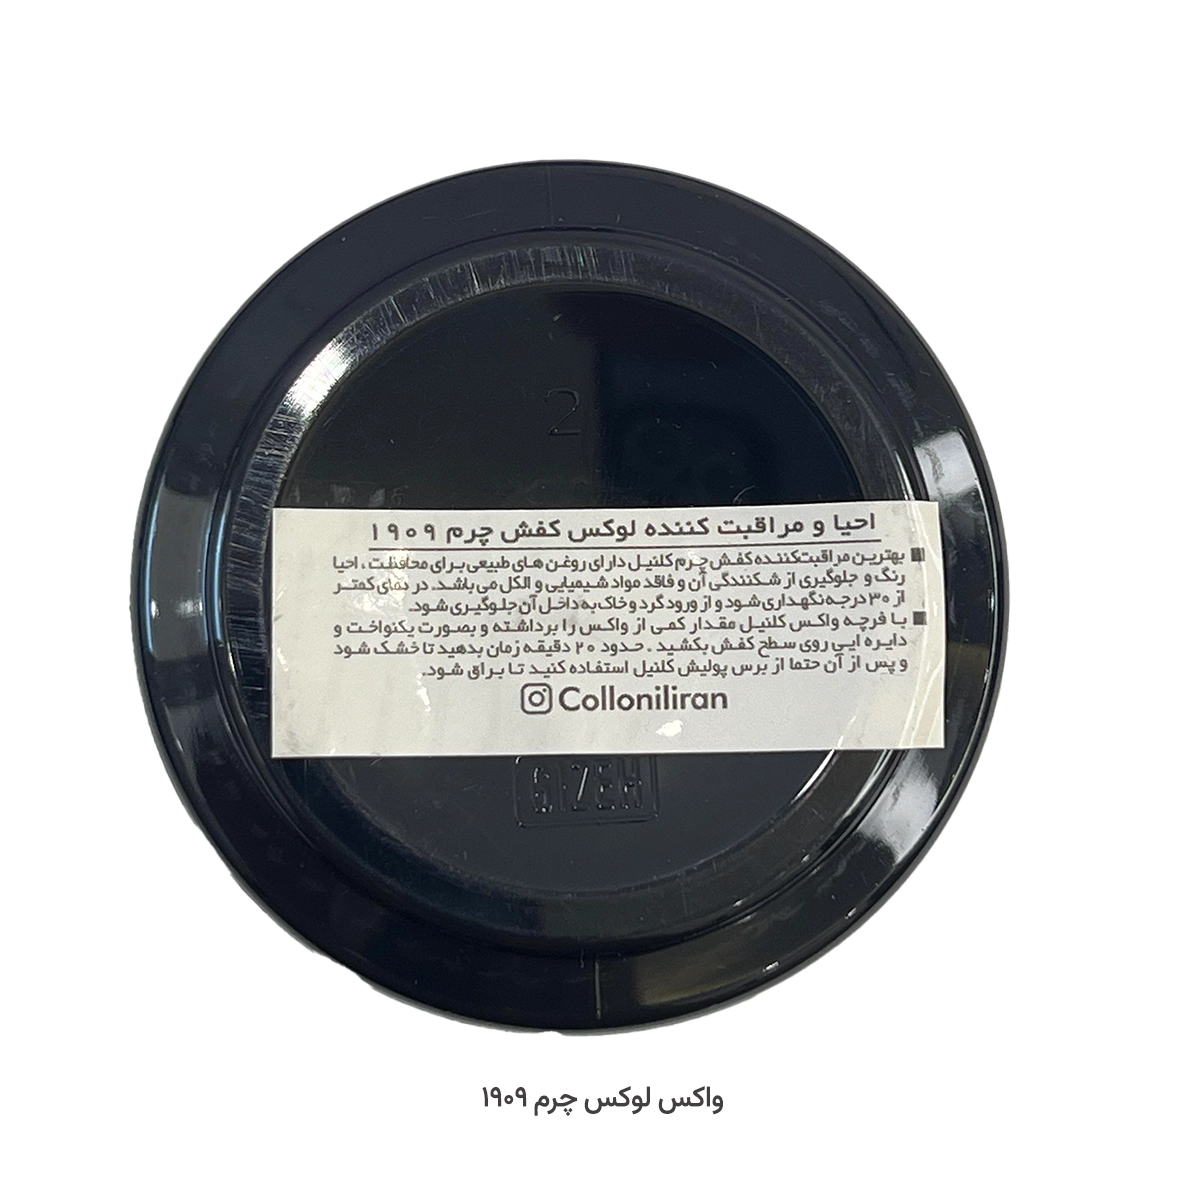 2
احیا و مراقبت کننده لوکس کفش چرم ۱۹۰۹
■ بهترین مراقبت‌کننده کفش چرم کلنیل دارای روغن های طبیعی برای محافظت ، احیا
رنگ و جلوگیری از شکنندگی آن و فاقد مواد شیمیایی و الکل می باشد. در دمای کمتر
از ۳۰ درجه نگهداری شود و از ورود گرد و خاک به داخل آن جلوگیری شود.
■ با فرچه واکس کلنیل مقدار کمی از واکس را برداشته و بصورت یکنواخت و
دایره ایی روی سطح کفش بکشید . حدود ۲۰ دقیقه زمان بدهید تا خشک شود
و پس از آن حتما از برس پولیش کلنیل استفاده کنید تا براق شود.
Colloniliran
GIZEH
واکس لوکس چرم ۱۹۰۹